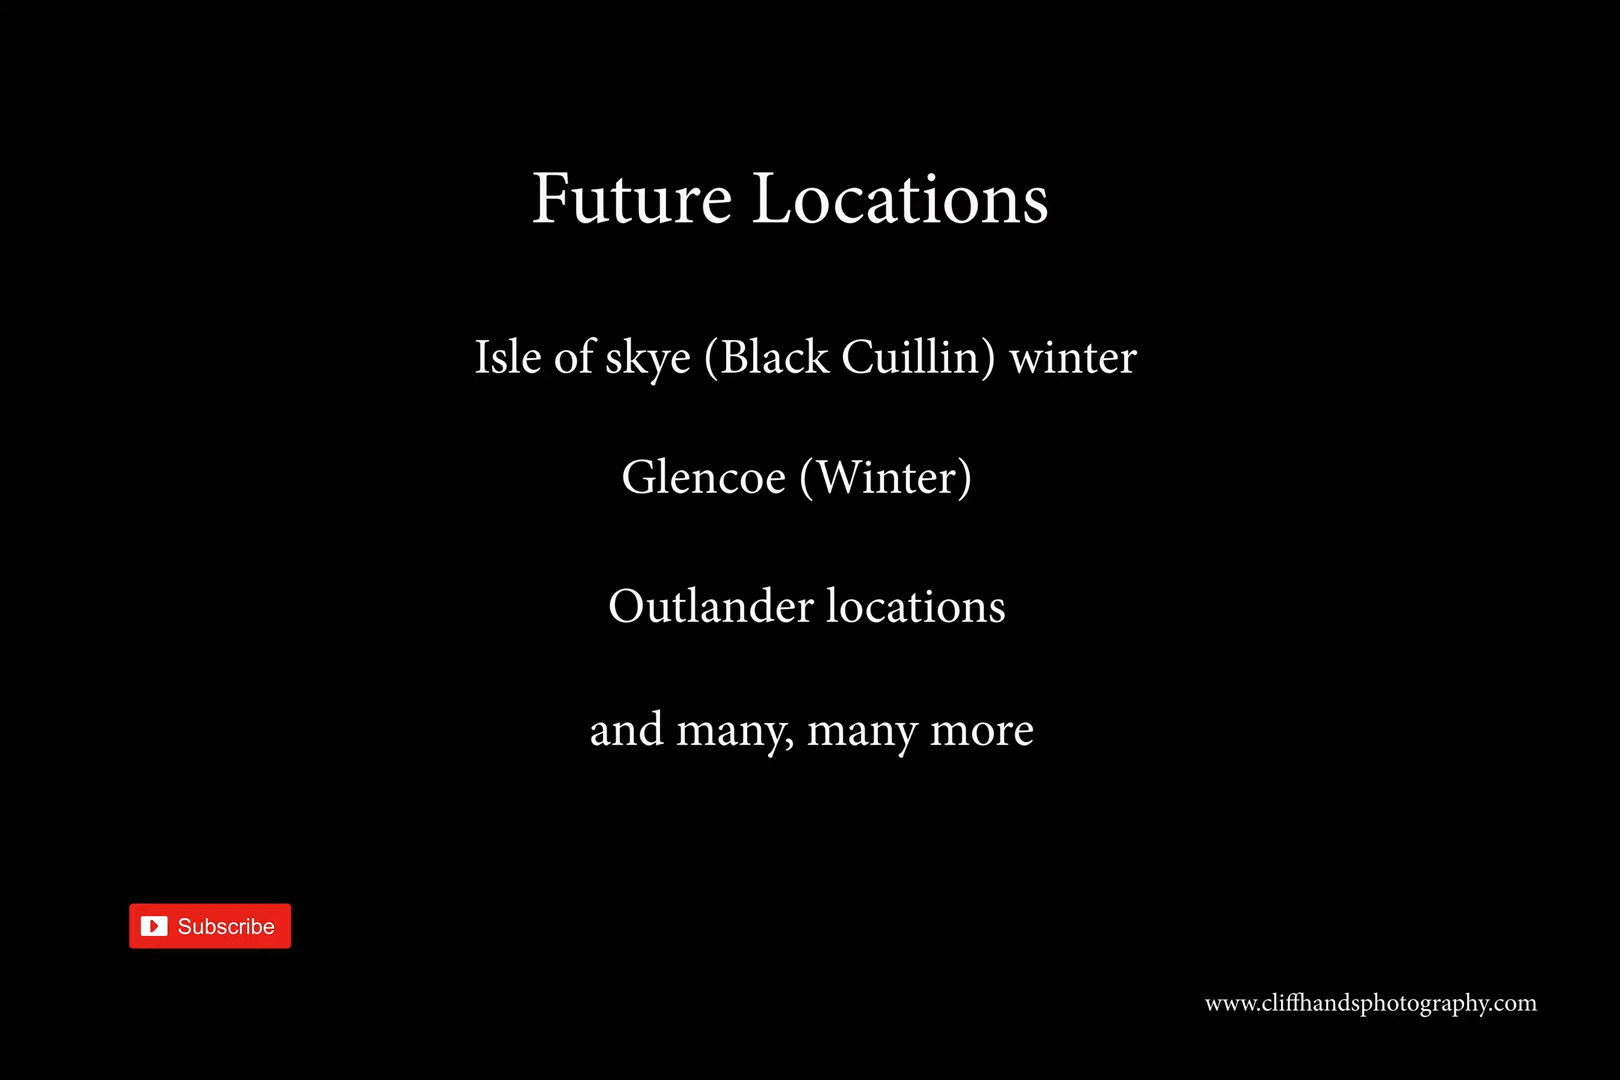 Future Locations
Isle of skye (Black Cuillin) winter
Glencoe (Winter)
Outlander locations
and many, many more
Subscribe
www.cliffhandsphotography.com